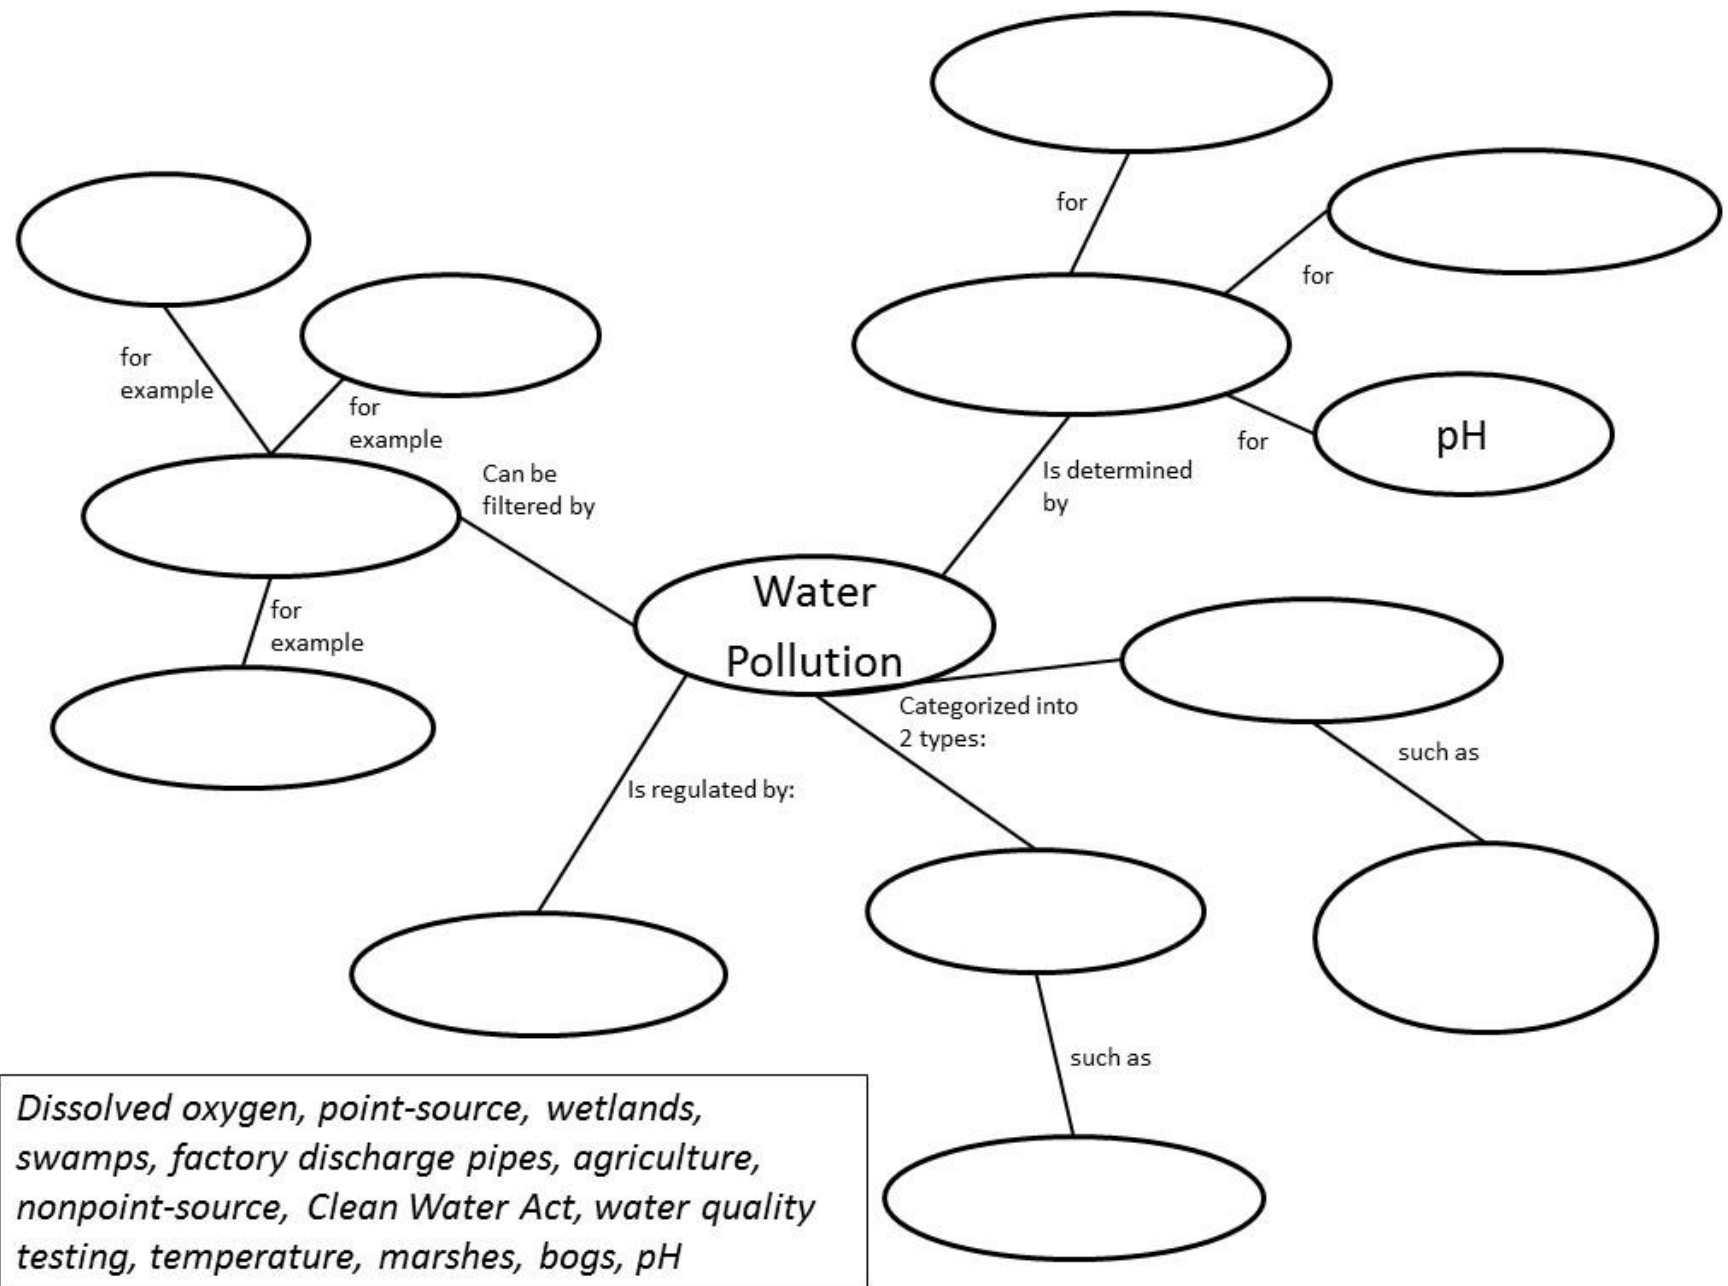 for
for
for
example
for
example
for
pH
Can be
filtered by
Is determined
by
for
example
Water
Pollution
Categorized into
2 types:
such as
Is regulated by:
such as
Dissolved oxygen, point-source, wetlands,
swamps, factory discharge pipes, agriculture,
nonpoint-source, Clean Water Act, water quality
testing, temperature, marshes, bogs, pH